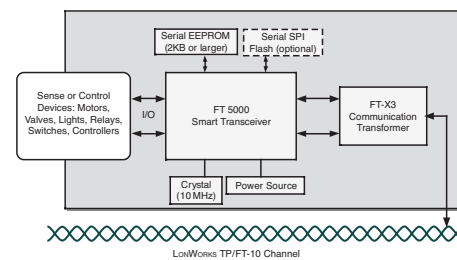 Serial EEPROM
(2KB or larger)
Serial SPI
Flash (optional)
Sense or Control
Devices: Motors,
Valves, Lights, Relays,
Switches, Controllers
I/O
FT 5000
Smart Transceiver
FT-X3
Communication
Transformer
Crystal
(10 MHz)
Power Source
LONWORKS TP/FT-10 Channel